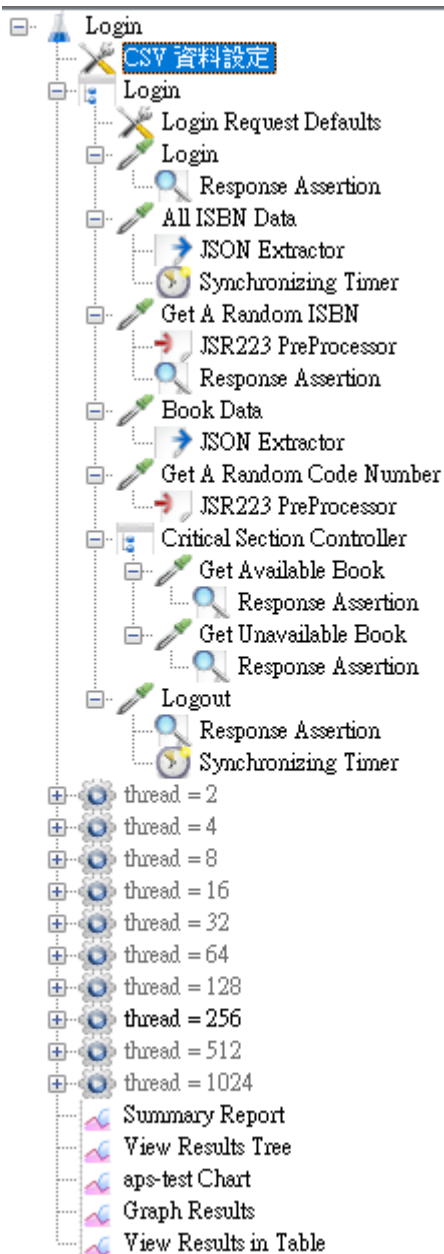 Login
CSV 資料設定
Login
Login Request Defaults
Login
Response Assertion
All ISBN Data
JSON Extractor
Synchronizing Timer
Get A Random ISBN
JSR223 PreProcessor
Response Assertion
Book Data
JSON Extractor
Get A Random Code Number
JSR223 PreProcessor
Critical Section Controller
Get Available Book
Response Assertion
Get Unavailable Book
Response Assertion
Logout
Response Assertion
Synchronizing Timer
thread = 2
thread = 4
thread = 8
thread = 16
thread = 32
thread = 64
thread = 128
thread = 256
thread = 512
thread = 1024
Summary Report
View Results Tree
aps-test Chart
Graph Results
View Results in Table